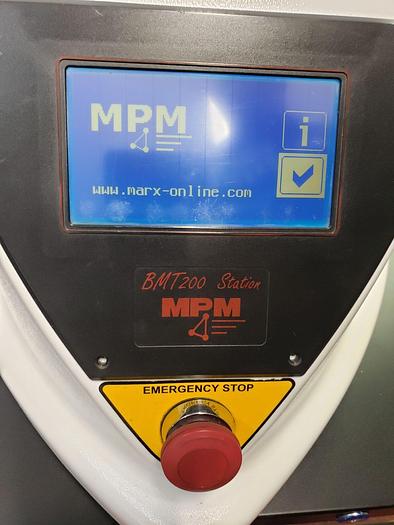 MPM
i
www.marx-online.com
BMT200 Station
MPM
EMERGENCY STOP